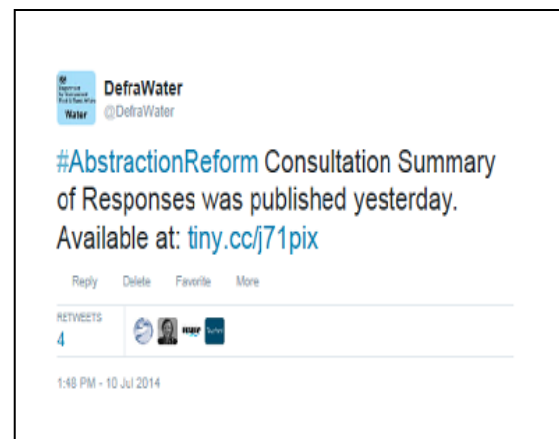 DefraWater
@DefraWater
Water
#AbstractionReform Consultation Summary
of Responses was published yesterday.
Available at: tiny.cc/j71pix
Reply Delete Favorite More
RETWEETS
4
1:48 PM - 10 Jul 2014